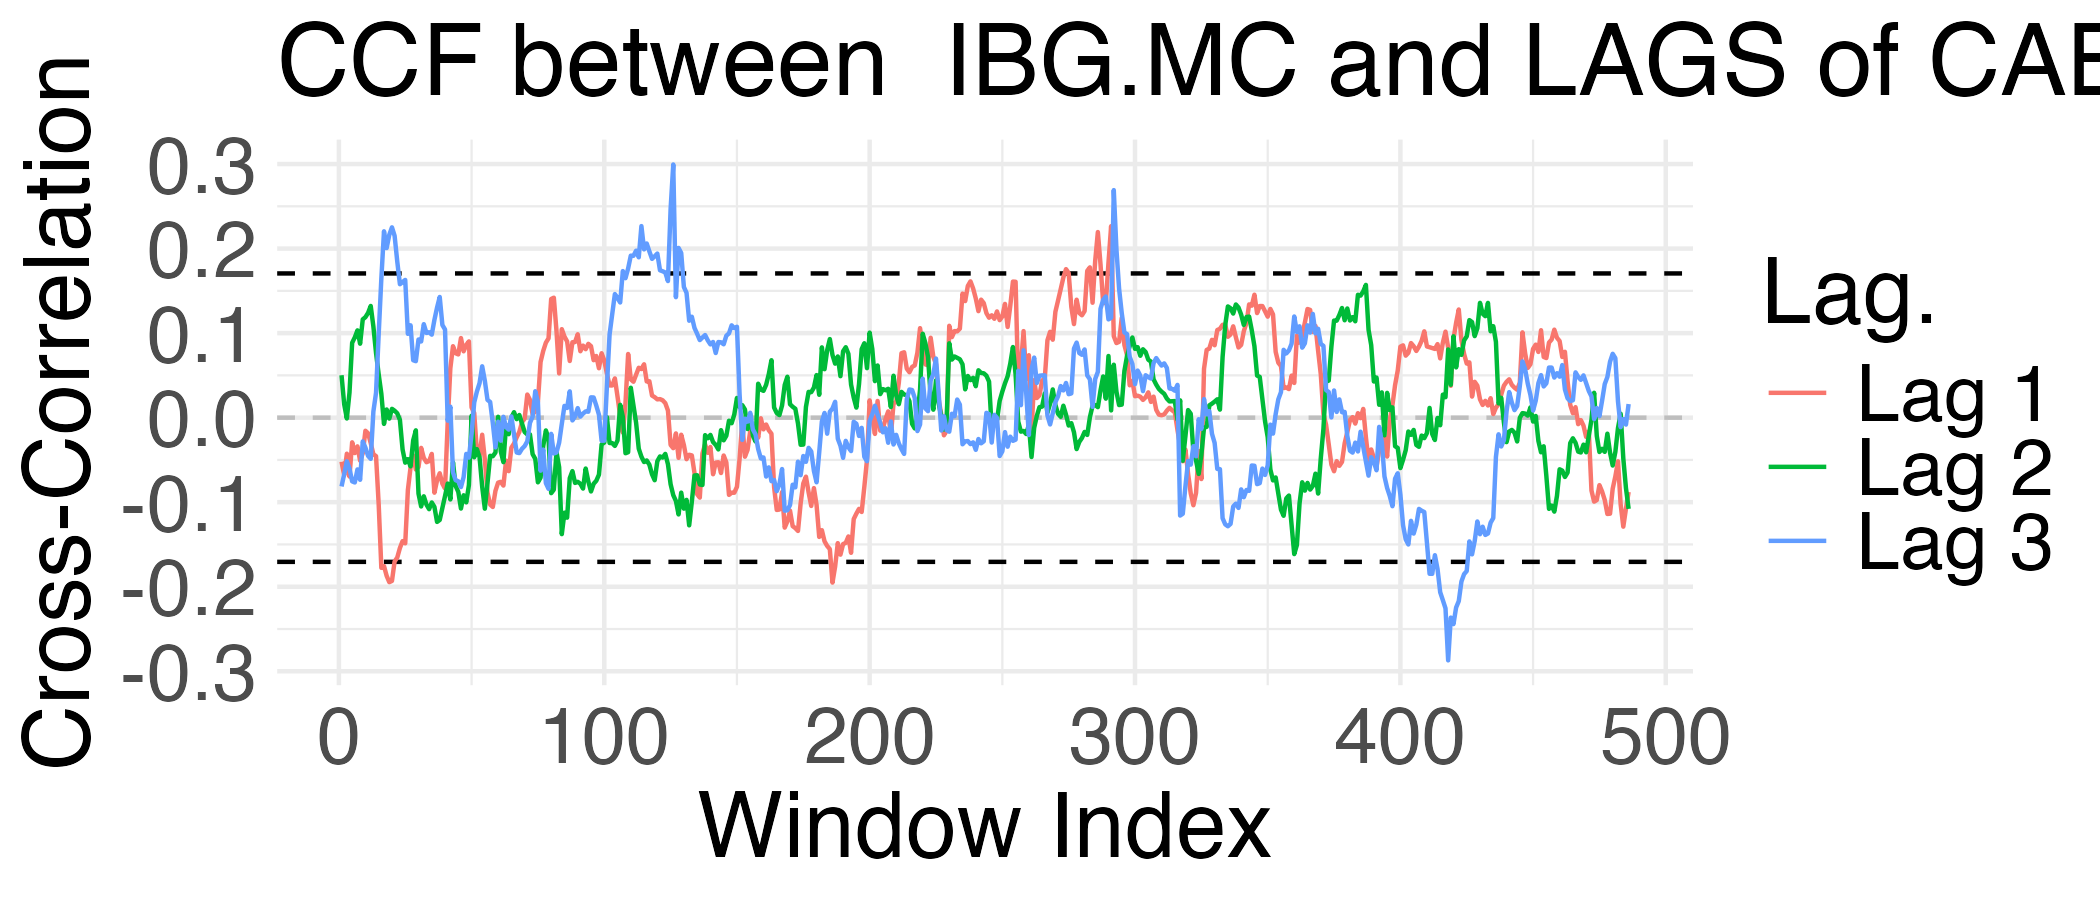 CCF between  IBG.MC and LAGS of CAB
Cross-Correlation
0.3
0.2
0.1
0.0
-0.1
-0.2
-0.3
0 100 200 300 400 500
Window Index
Lag.
Lag 1
Lag 2
Lag 3